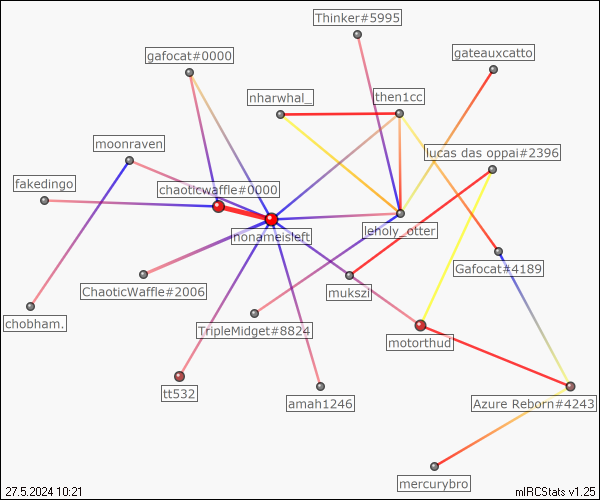 Thinker#5995
gafocat#0000
gateauxcatto
nharwhal_
then1cc
moonraven
lucas das oppai#2396
fakedingo
chaoticwaffle#0000
nonameisleft
leholy_otter
Gafocat#4189
ChaoticWaffle#2006
mukszi
chobham.
TripleMidget#8824
motorthud
tt532
amah1246
Azure Reborn#4243
mercurybro
27.5.2024 10:21
mIRCStats v1.25